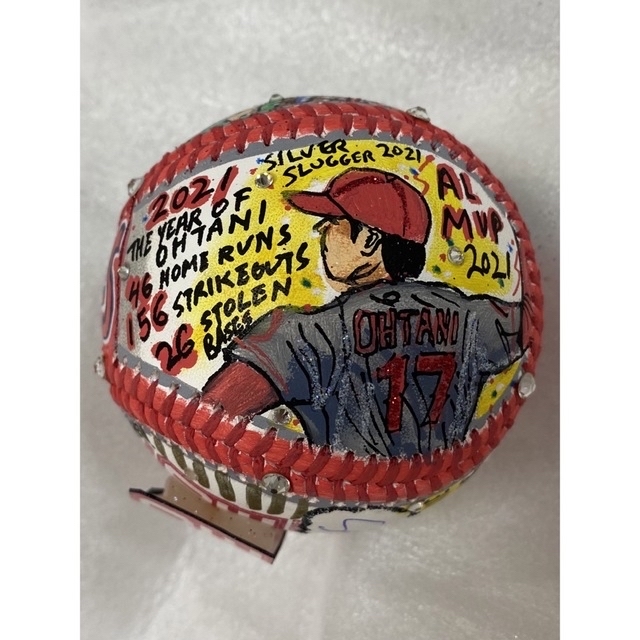 2021
THE YEAR OF
OHTANI
46 HOME RUNS
156 STRIKEOUTS
26 STOLEN
BASES
SILVER
SLUGGER 2021
AL
MVP
2021
OHTANI
17